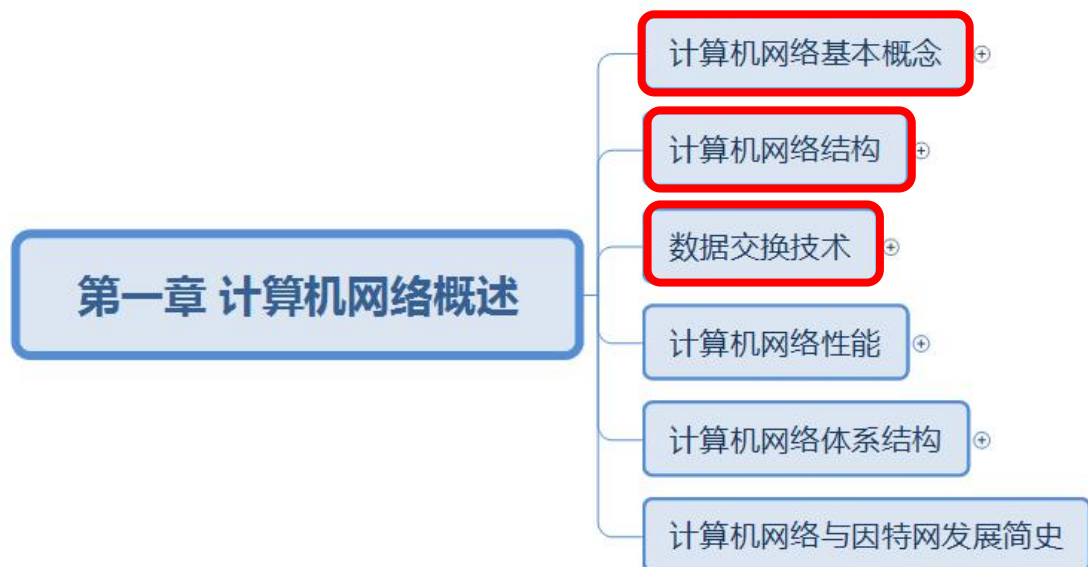 第一章 计算机网络概述
计算机网络基本概念
计算机网络结构
数据交换技术
计算机网络性能
计算机网络体系结构
计算机网络与因特网发展简史